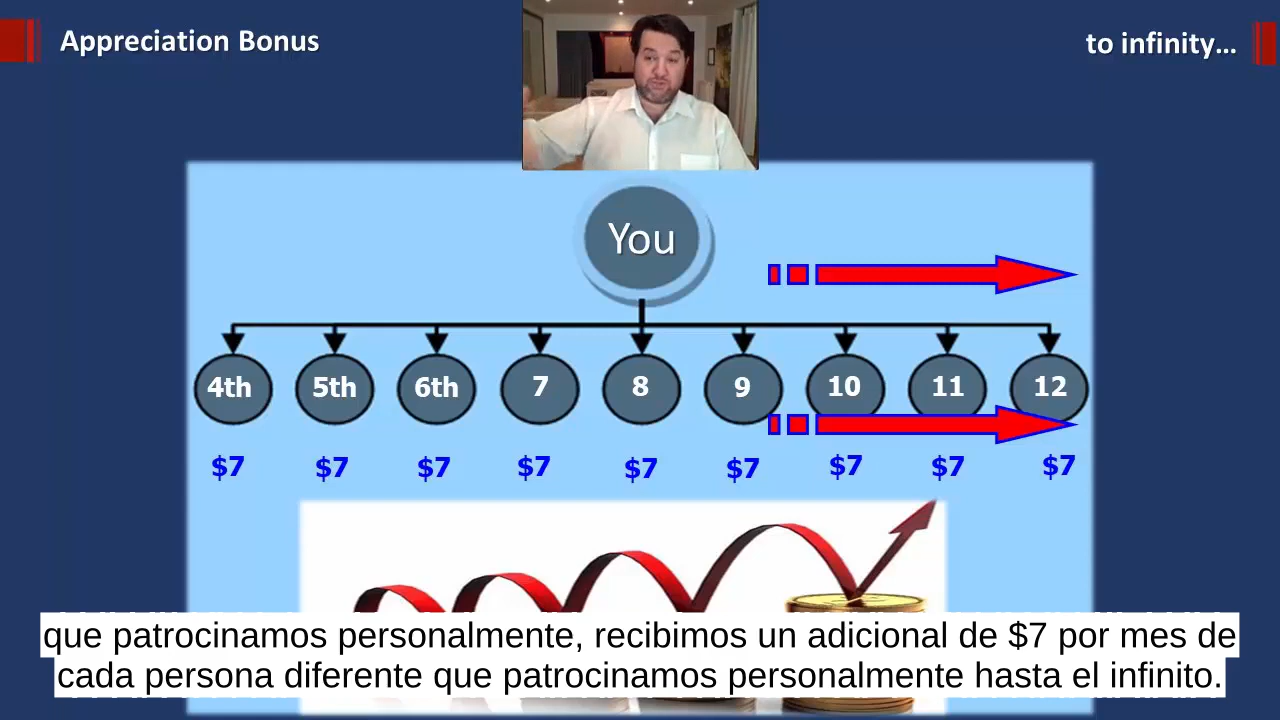 Appreciation Bonus
to infinity...
You
4th 5th 6th 7 8 9 10 11 12
$7 $7 $7 $7 $7 $7 $7 $7 $7
que patrocinamos personalmente, recibimos un adicional de $7 por mes de
cada persona diferente que patrocinamos personalmente hasta el infinito.